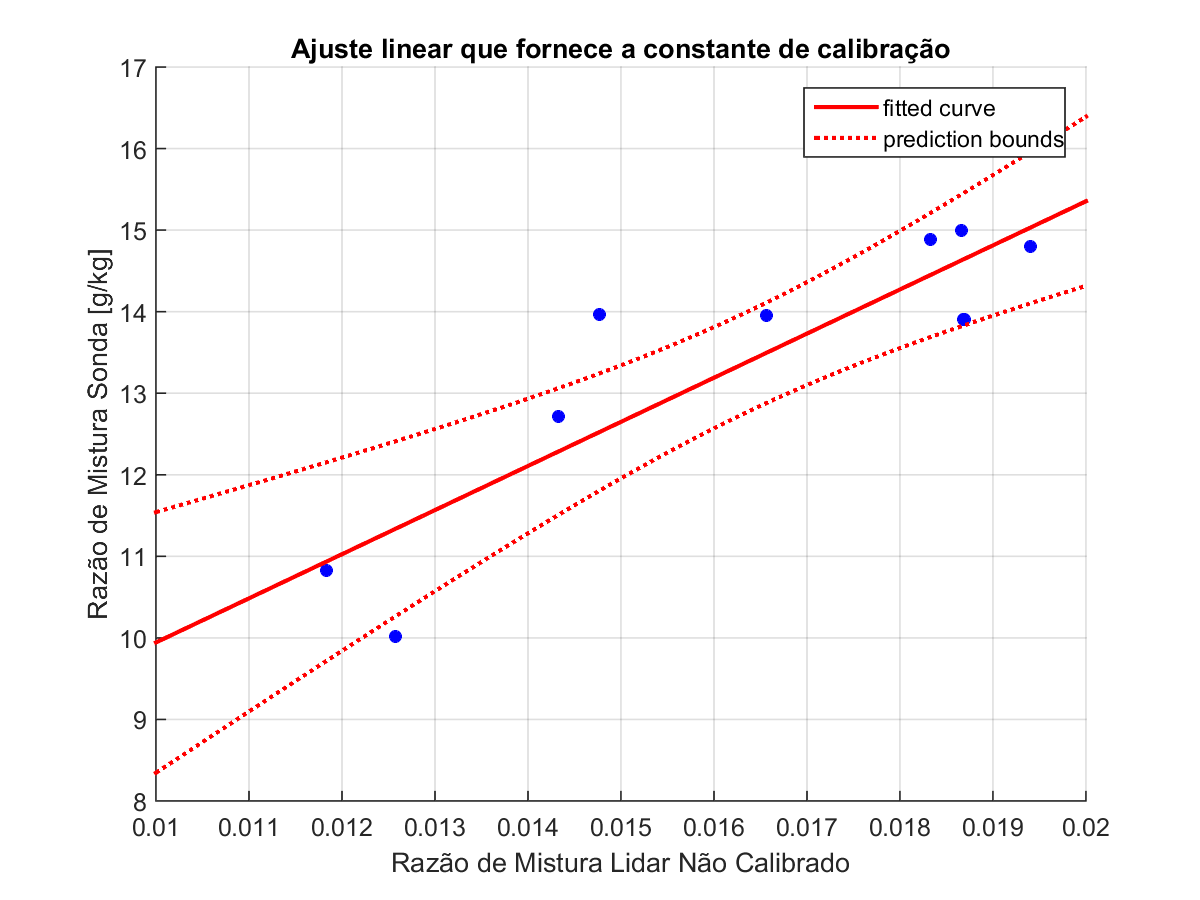 Ajuste linear que fornece a constante de calibração
fitted curve
prediction bounds
Razão de Mistura Sonda [g/kg]
17
16
15
14
13
12
11
10
9
8
0.01 0.011 0.012 0.013 0.014 0.015 0.016 0.017 0.018 0.019 0.02
Razão de Mistura Lidar Não Calibrado